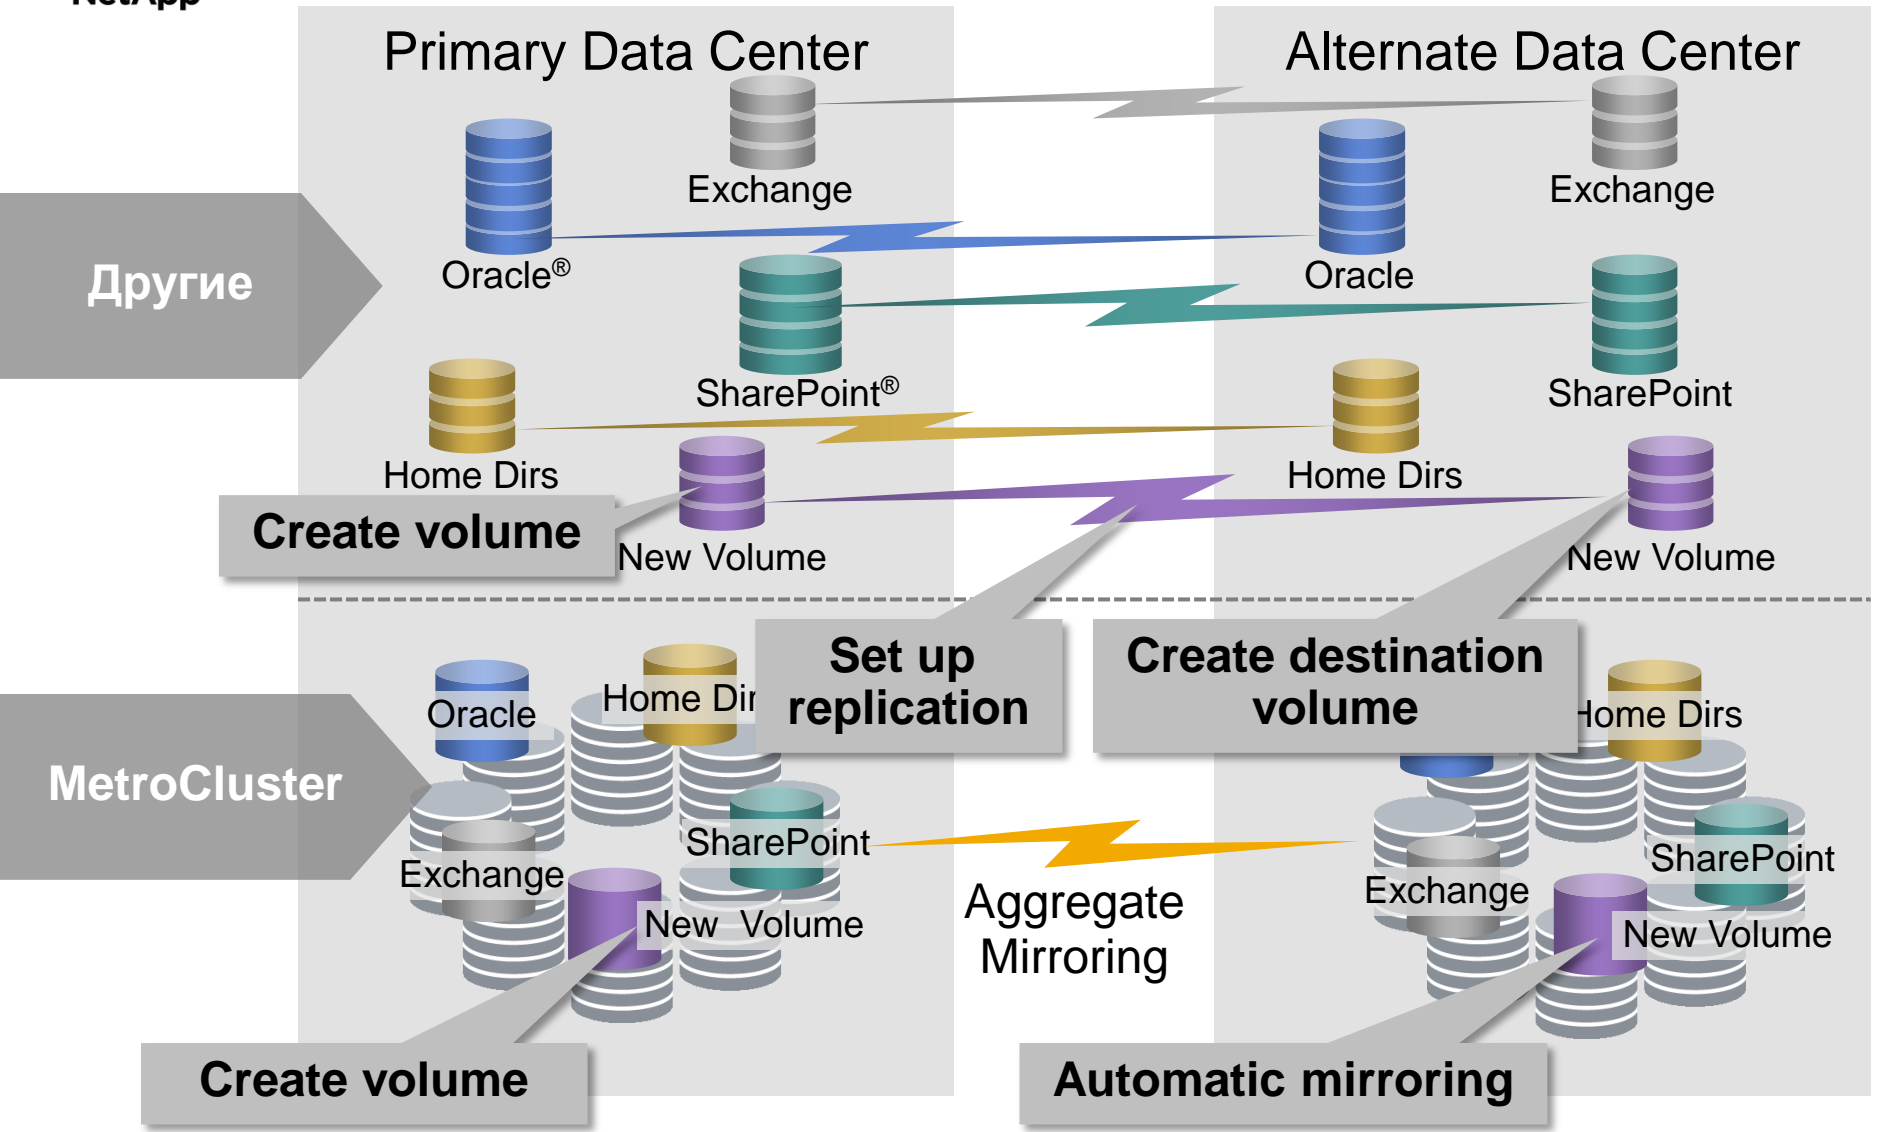 NetApp
Primary Data Center
Alternate Data Center
Exchange
Exchange
Другие
Oracle®
Oracle
SharePoint®
SharePoint
Home Dirs
Home Dirs
Create volume
New Volume
New Volume
Set up
replication
Create destination
volume
MetroCluster
Oracle
Home Dir
Home Dirs
SharePoint
SharePoint
Exchange
Exchange
New Volume
New Volume
Aggregate
Mirroring
Create volume
Automatic mirroring